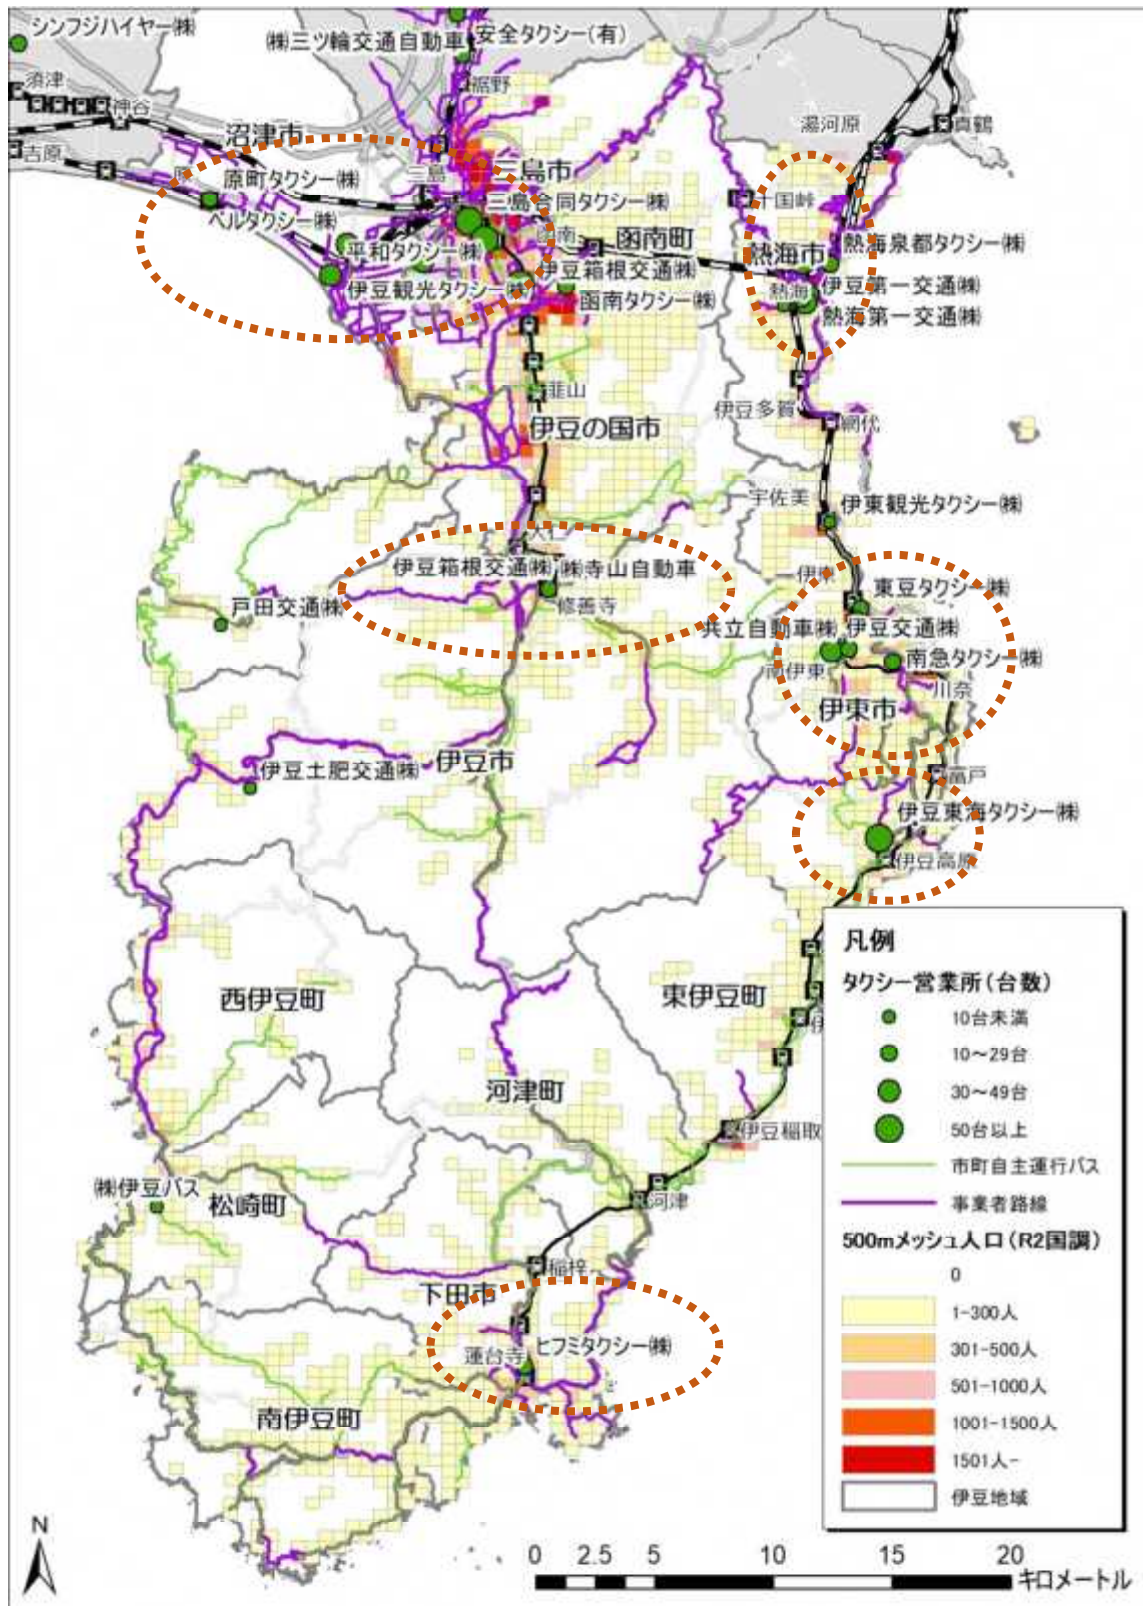 シンフジハイヤー㈱
㈱三ツ輪交通自動車
安全タクシー(有)
須津
神谷
裾野
吉原
沼津市
湯河原
真鶴
原
原町タクシー㈱
三島
三島市
ベルタクシー㈱
三島合同タクシー㈱
十国峠
函南
函南町
熱海市
熱海泉都タクシー㈱
平和タクシー㈱
伊豆箱根交通㈱
伊豆観光タクシー㈱
函南タクシー㈱
熱海
伊豆第一交通㈱
熱海第一交通㈱
韮山
伊豆多賀
網代
伊豆の国市
宇佐美
伊東観光タクシー㈱
大仁
伊豆箱根交通㈱
㈱寺山自動車
伊東
東豆タクシー㈱
戸田交通㈱
修善寺
共立自動車㈱
伊豆交通㈱
南伊東
南急タクシー㈱
川奈
伊東市
伊豆市
伊豆土肥交通㈱
富戸
伊豆東海タクシー㈱
伊豆高原
西伊豆町
東伊豆町
河津町
伊豆稲取
㈱伊豆バス
松崎町
河津
稲梓
下田市
蓮台寺
ヒフミタクシー㈱
南伊豆町
凡例
タクシー営業所(台数)
10台未満
10～29台
30～49台
50台以上
市町自主運行バス
事業者路線
500mメッシュ人口(R2国調)
0
1-300人
301-500人
501-1000人
1001-1500人
1501人-
伊豆地域
N
0 2.5 5 10 15 20
キロメートル